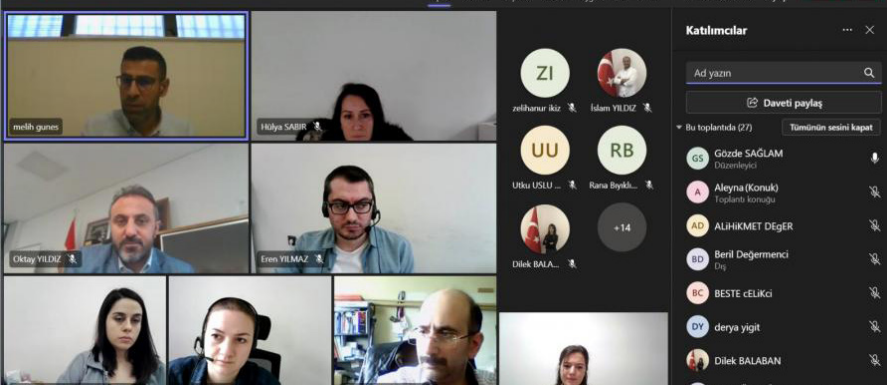 melih gunes
Hülya SABIR
Oktay YILDIZ
Eren YILMAZ
ZI
zelihanur ikiz
İslam YILDIZ
UU
Utku USLU ...
RB
Rana Bıyıklı...
Dilek BALA...
+14
Katılımcılar
Ad yazın
Daveti paylaş
Bu toplantıda (27)
Tümünün sesini kapat
GS
Gözde SAĞLAM
Düzenleyici
A
Aleyna (Konuk)
Toplantı konuğu
AD
ALiHiKMET DEgER
BD
Beril Değermenci
Dış
BC
BESTE cELiKci
DY
derya yigit
Dilek BALABAN